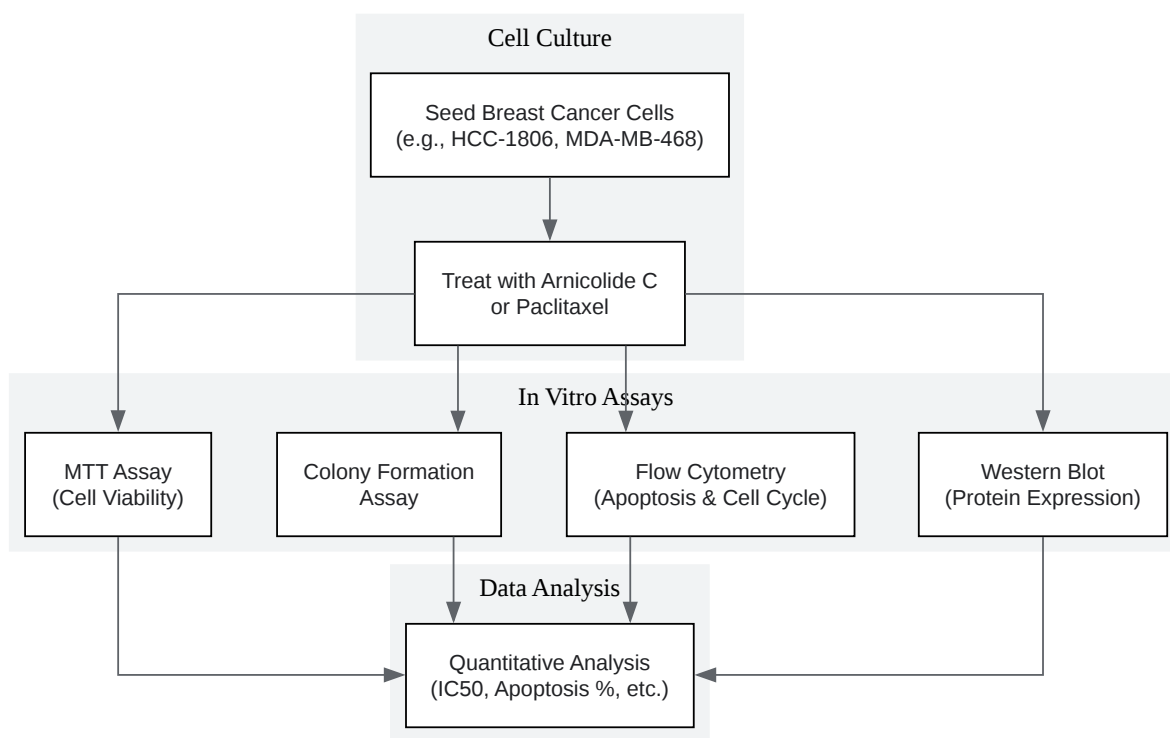 Cell Culture
Seed Breast Cancer Cells
(e.g., HCC-1806, MDA-MB-468)
Treat with Arnicolide C
or Paclitaxel
In Vitro Assays
MTT Assay
(Cell Viability)
Colony Formation
Assay
Flow Cytometry
(Apoptosis & Cell Cycle)
Western Blot
(Protein Expression)
Data Analysis
Quantitative Analysis
(IC50, Apoptosis %, etc.)